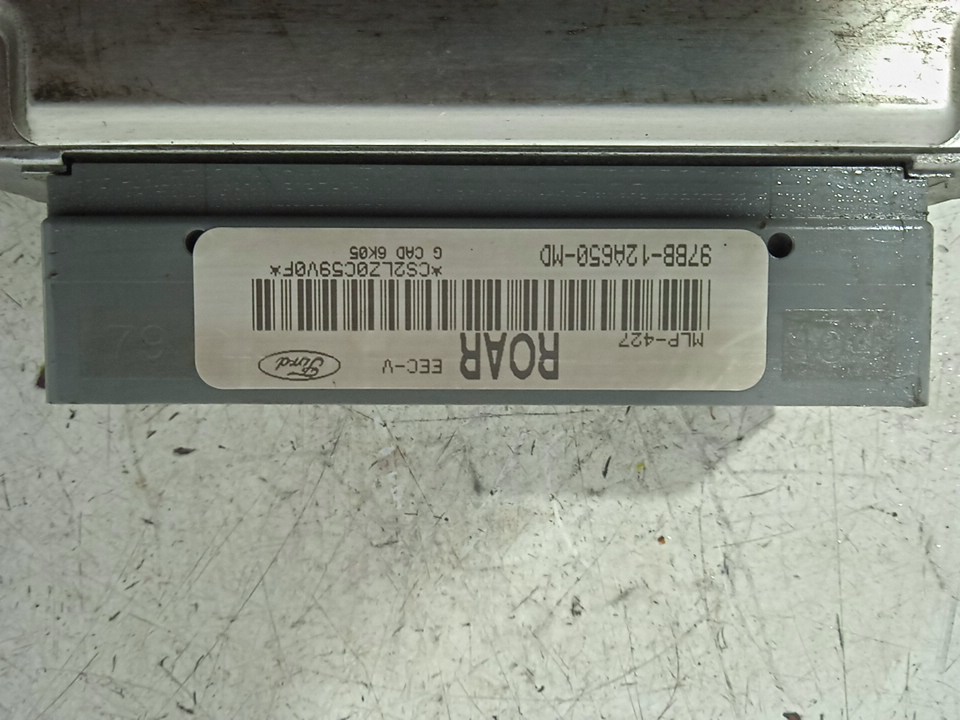 ROAR EEC-V Ford
MLP-427
97BB-12A650-MD *CS2LZ0C59V0F*
G CAD 6K05